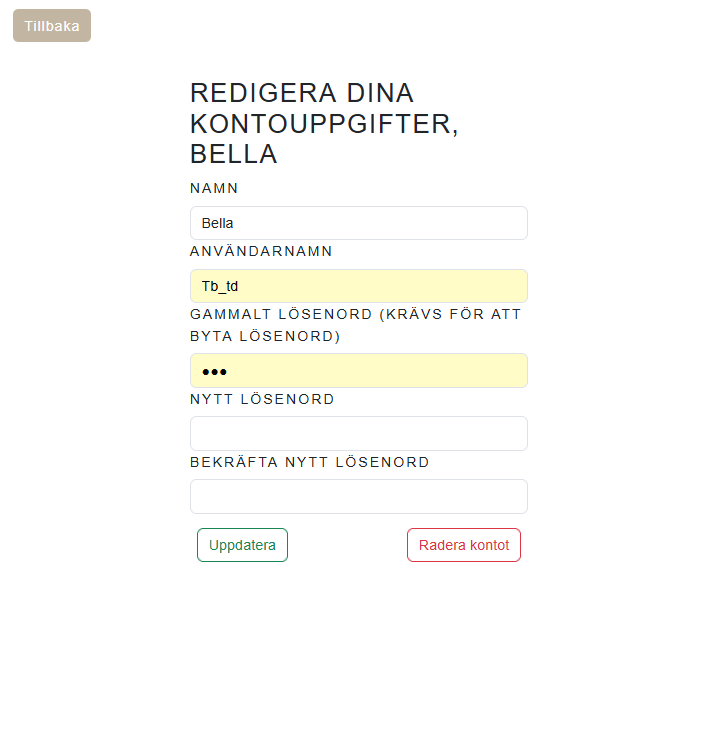 Tillbaka
REDIGERA DINA
KONTOUPPGIFTER,
BELLA
NAMN
Bella
ANVÄNDARNAMN
Tb_td
GAMMALT LÖSENORD (KRÄVS FÖR ATT
BYTA LÖSENORD)
●●●
NYTT LÖSENORD
BEKRÄFTA NYTT LÖSENORD
Uppdatera
Radera kontot